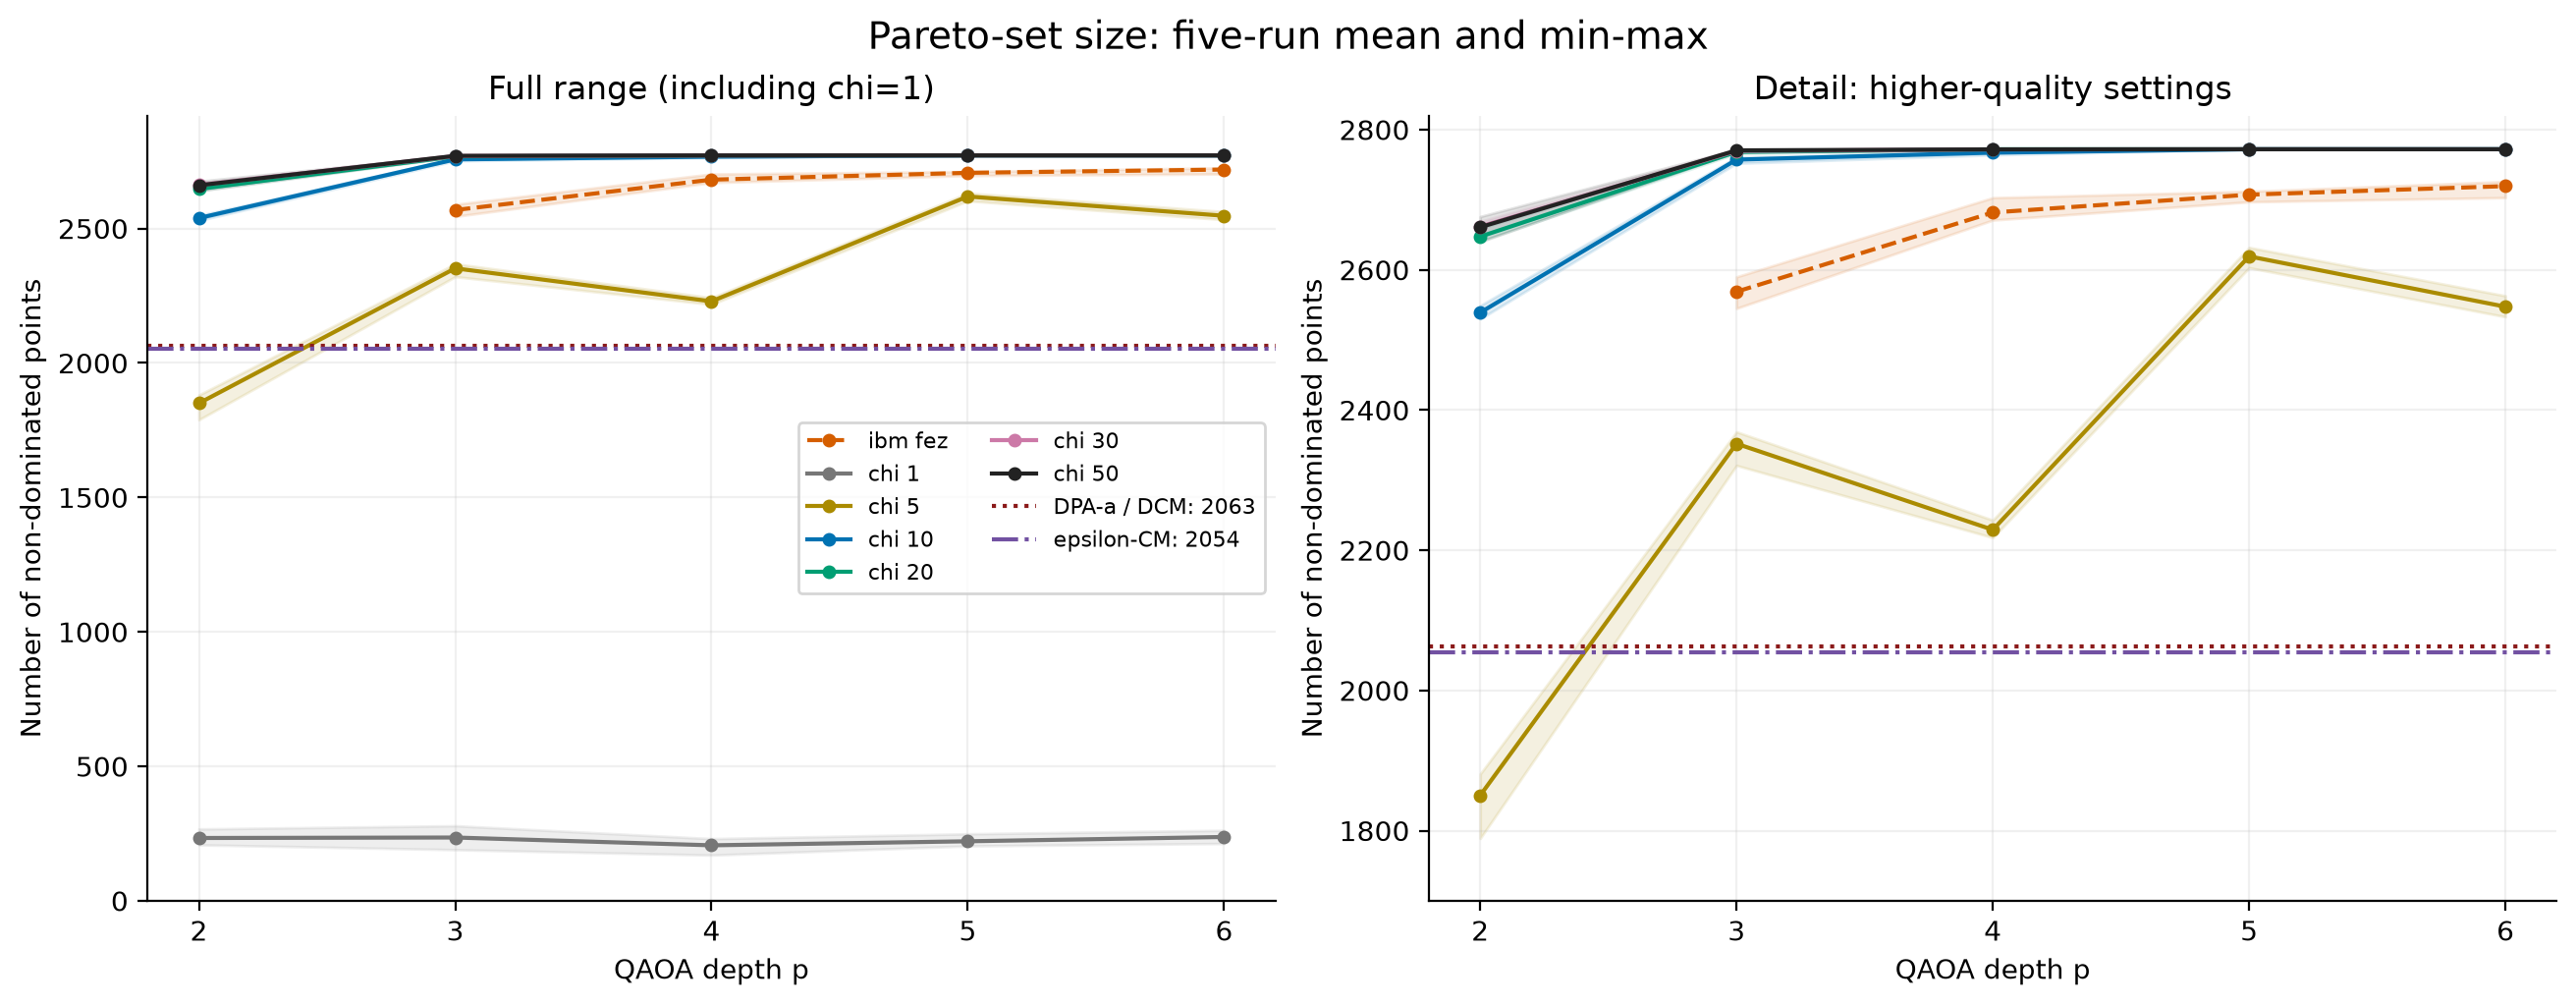 Pareto-set size: five-run mean and min-max
Full range (including chi=1)
Number of non-dominated points
2500
2000
1500
1000
500
0
2 3 4 5 6
QAOA depth p
ibm fez
chi 1
chi 5
chi 10
chi 20
chi 30
chi 50
DPA-a / DCM: 2063
epsilon-CM: 2054
Detail: higher-quality settings
Number of non-dominated points
2800
2600
2400
2200
2000
1800
2 3 4 5 6
QAOA depth p